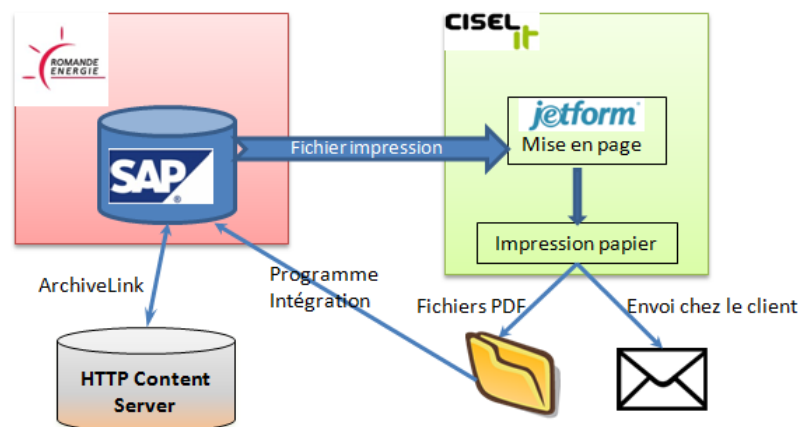 ROMANDE
ENERGIE
CISEL
it
SAP
®
Fichier impression
jetform
Mise en page
Impression papier
ArchiveLink
Programme
Intégration
Fichiers PDF
Envoi chez le client
HTTP Content
Server